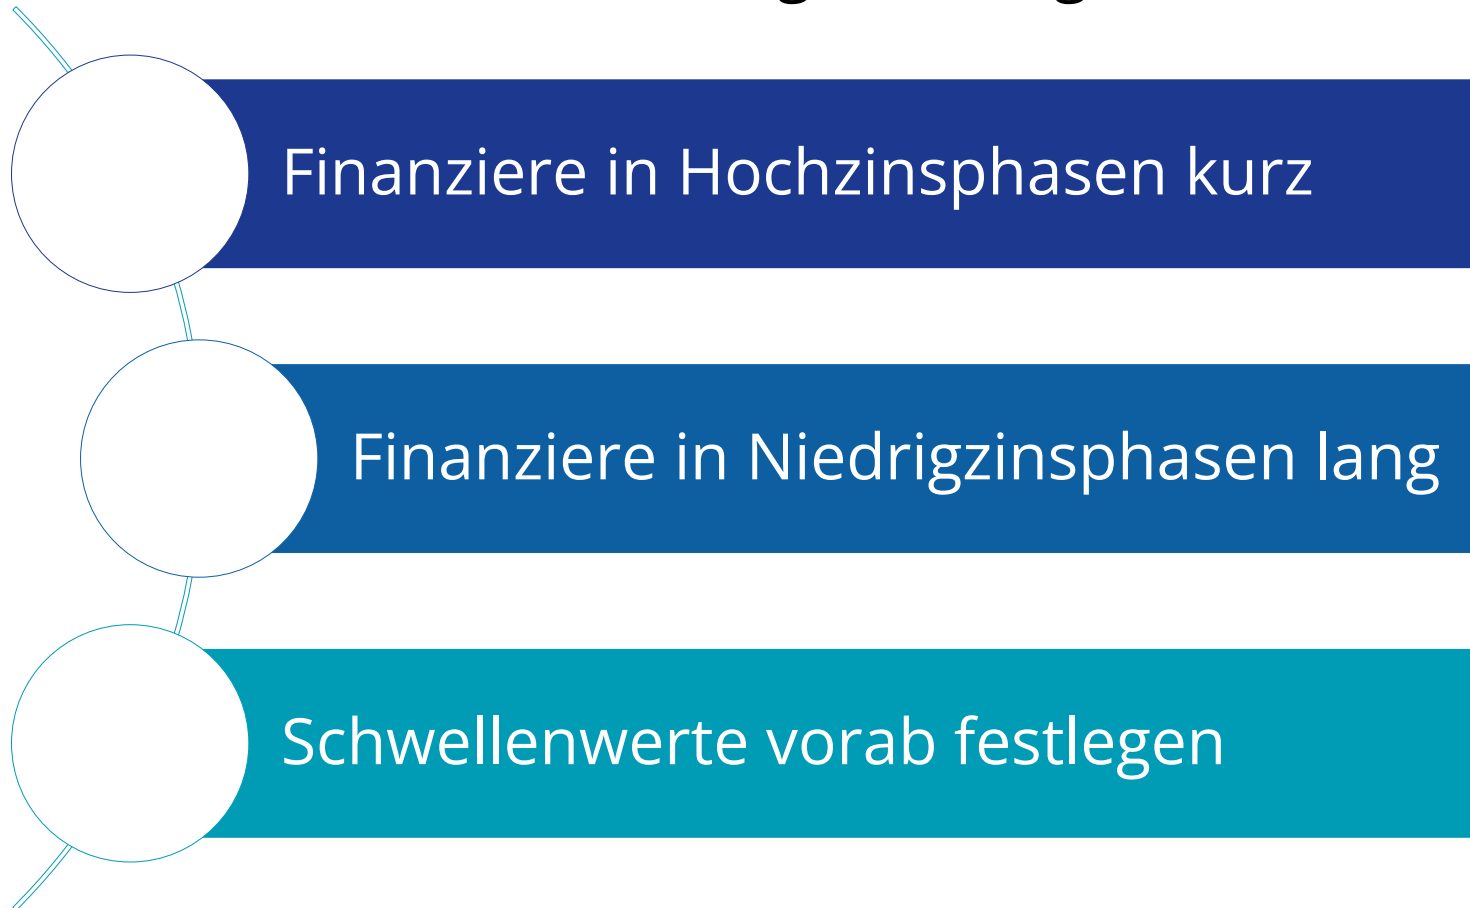 Finanziere in Hochzinsphasen kurz
Finanziere in Niedrigzinsphasen lang
Schwellenwerte vorab festlegen